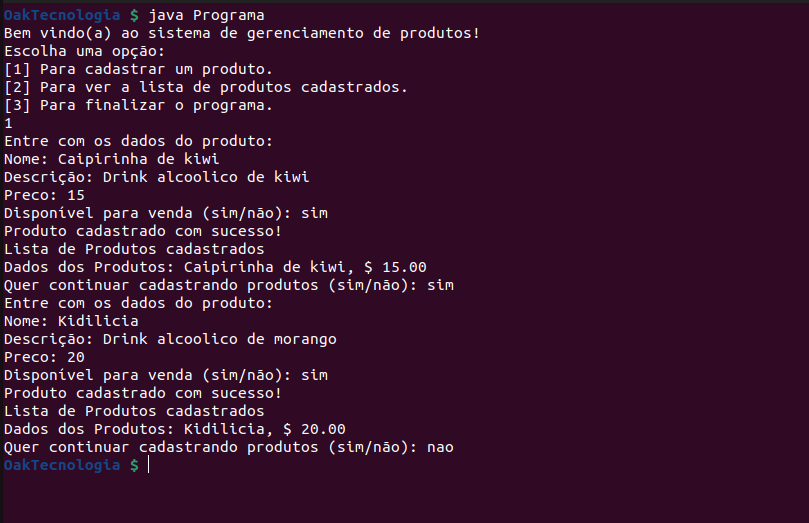 OakTecnologia $ java Programa
Bem vindo(a) ao sistema de gerenciamento de produtos!
Escolha uma opção:
[1] Para cadastrar um produto.
[2] Para ver a lista de produtos cadastrados.
[3] Para finalizar o programa.
1
Entre com os dados do produto:
Nome: Caipirinha de kiwi
Descrição: Drink alcoolico de kiwi
Preco: 15
Disponível para venda (sim/não): sim
Produto cadastrado com sucesso!
Lista de Produtos cadastrados
Dados dos Produtos: Caipirinha de kiwi, $ 15.00
Quer continuar cadastrando produtos (sim/não): sim
Entre com os dados do produto:
Nome: Kidilicia
Descrição: Drink alcoolico de morango
Preco: 20
Disponível para venda (sim/não): sim
Produto cadastrado com sucesso!
Lista de Produtos cadastrados
Dados dos Produtos: Kidilicia, $ 20.00
Quer continuar cadastrando produtos (sim/não): nao
OakTecnologia $